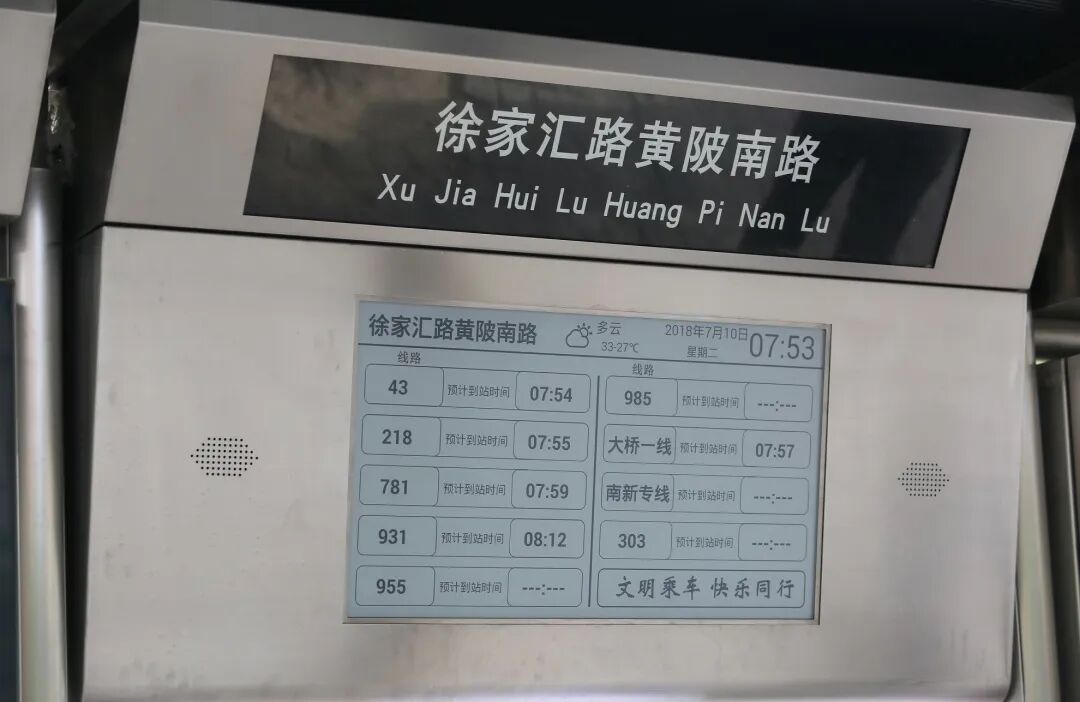 徐家汇路黄陂南路
Xu Jia Hui Lu Huang Pi Nan Lu
徐家汇路黄陂南路 多云 33-27℃ 2018年7月10日 星期二 07:53
线路
43 预计到站时间 07:54
218 预计到站时间 07:55
781 预计到站时间 07:59
931 预计到站时间 08:12
955 预计到站时间 ---:---
线路
985 预计到站时间 ---:---
大桥一线 预计到站时间 07:57
南新专线 预计到站时间 ---:---
303 预计到站时间 ---:---
文明乘车 快乐同行